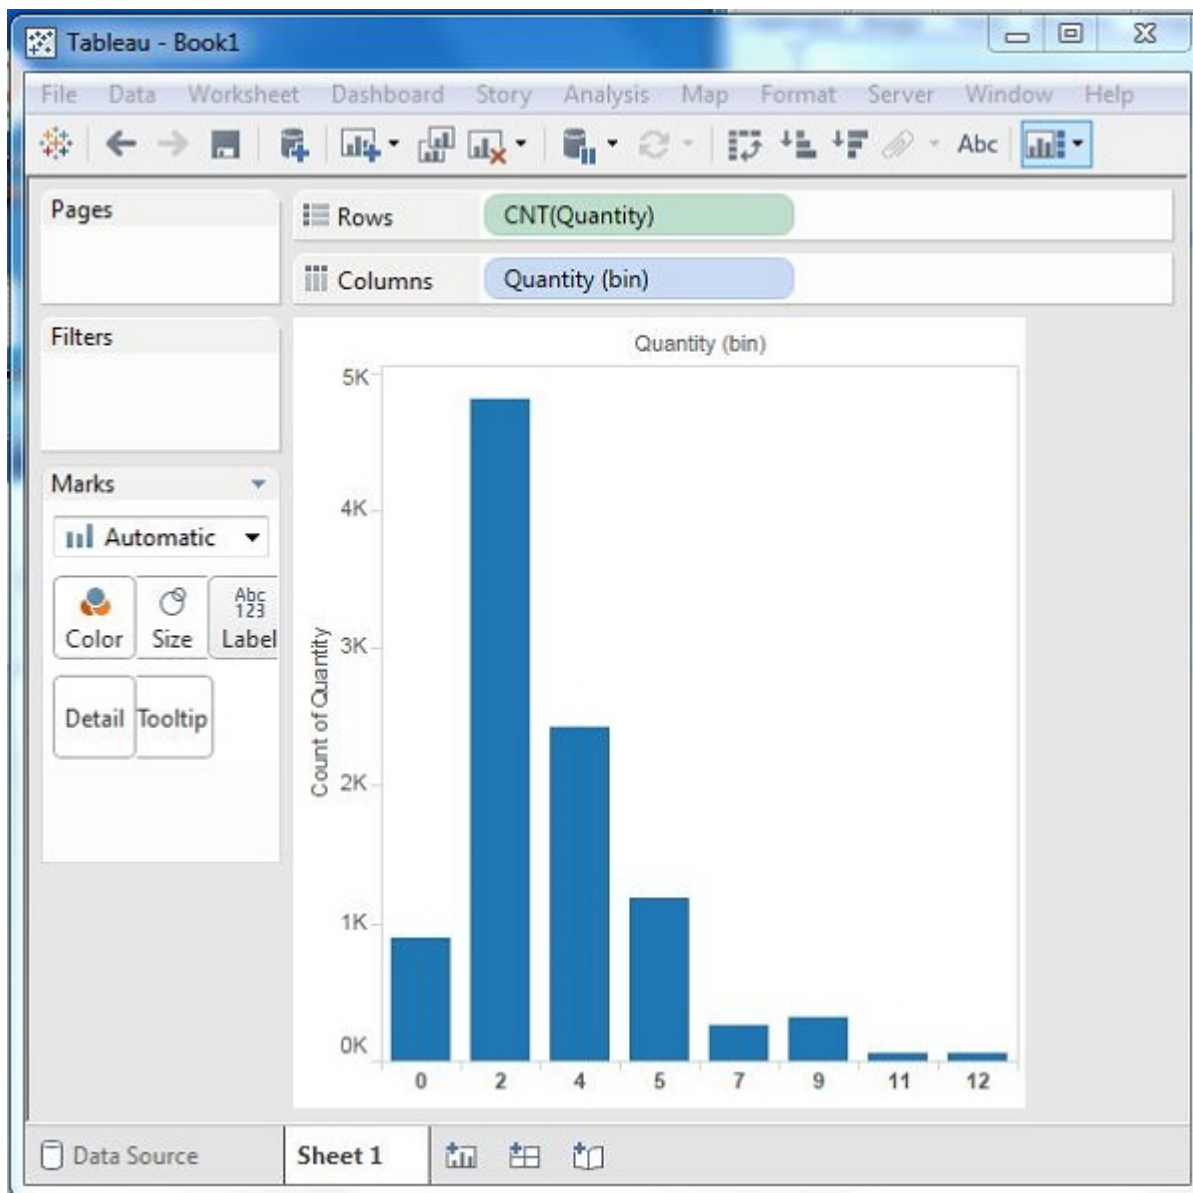 Tableau - Book1
File Data Worksheet Dashboard Story Analysis Map Format Server Window Help
Abc
Pages
Rows CNT(Quantity)
Columns Quantity (bin)
Filters
Marks
Automatic
Abc
123
Color Size Label
Detail Tooltip
Quantity (bin)
Count of Quantity
5K
4K
3K
2K
1K
0K
0 2 4 5 7 9 11 12
Data Source Sheet 1